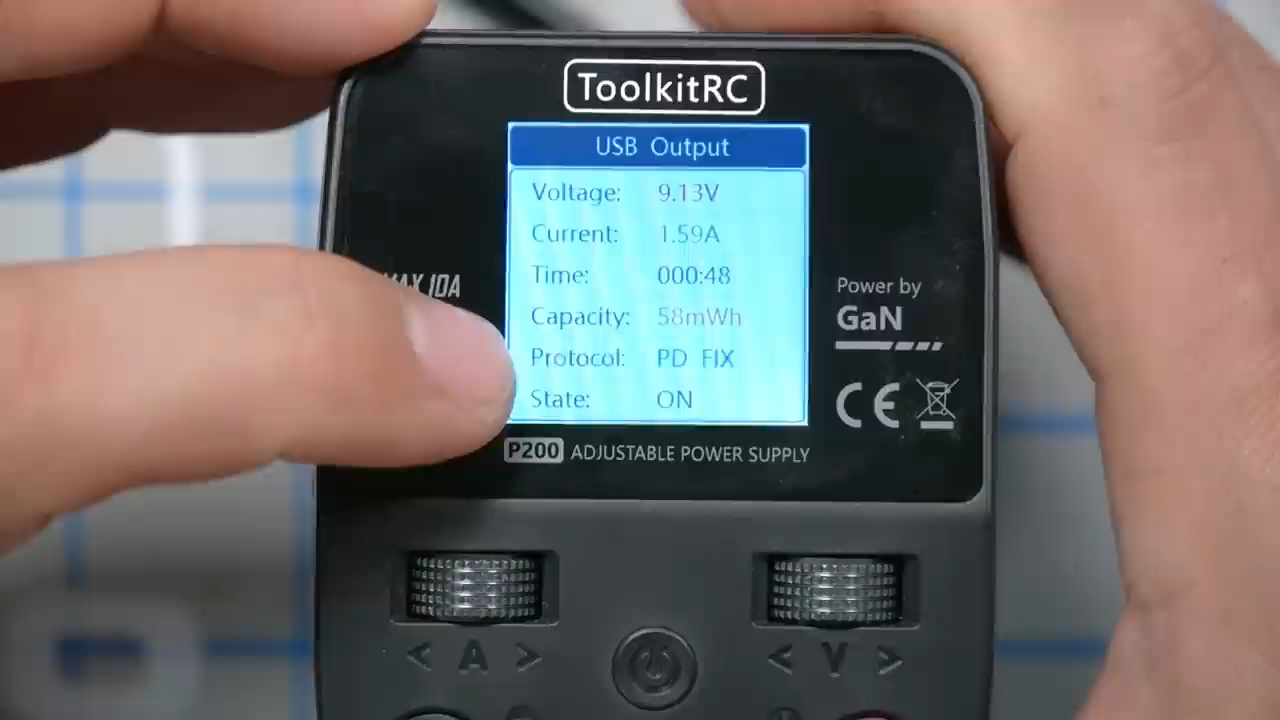 ToolkitRC
USB Output
Voltage: 9.13V
Current: 1.59A
Time: 000:48
Capacity: 58mWh
Protocol: PD FIX
State: ON
10A
Power by
GaN
CE
P200 ADJUSTABLE POWER SUPPLY
< A >
< V >